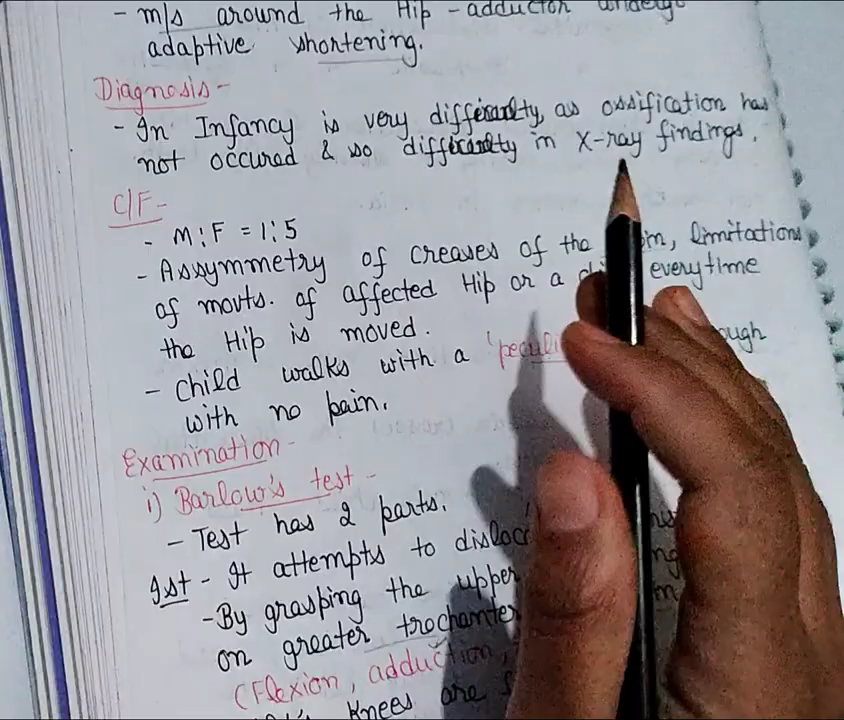 - m/s around the Hip - adductor undergo
adaptive shortening.
Diagnosis -
- In Infancy is very difficulty, as ossification has
not occured & so difficulty in X-ray findings.
C/F -
- M:F = 1:5
- Assymmetry of creases of the limitations
of movts. of affected Hip or a everytime
the Hip is moved.
- Child walks with a
with no pain.
Examination -
i) Barlow's test -
- Test has 2 parts.
Ist - It attempts to
- By grasping the upper
on greater trochanter
(Flexion, adduction,
Knees are